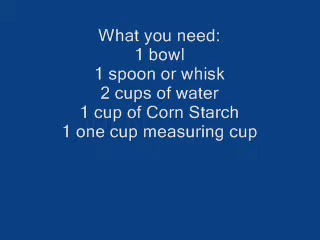 What you need:
1 bowl
1 spoon or whisk
2 cups of water
1 cup of Corn Starch
1 one cup measuring cup